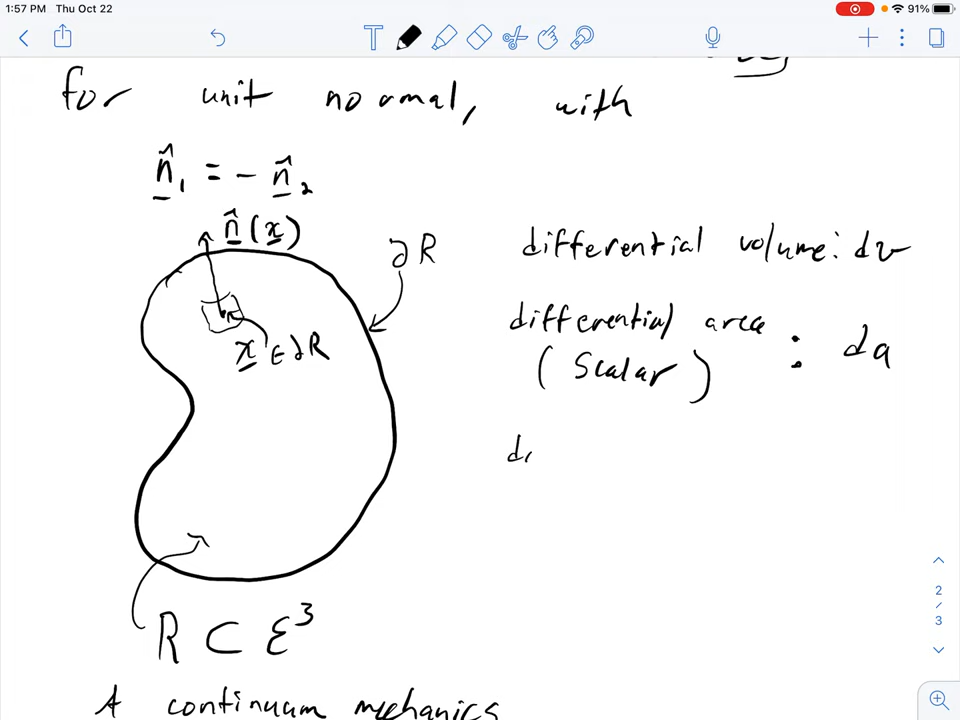 1:57 PM Thu Oct 22
91%
for unit normal, with
n̂₁ = - n̂₂
n̂(x)
∂R
x ∈ ∂R
R ⊂ ℰ³
differential volume: dv
differential area
(Scalar) : da
d
2
/
3
A continuum mechanics